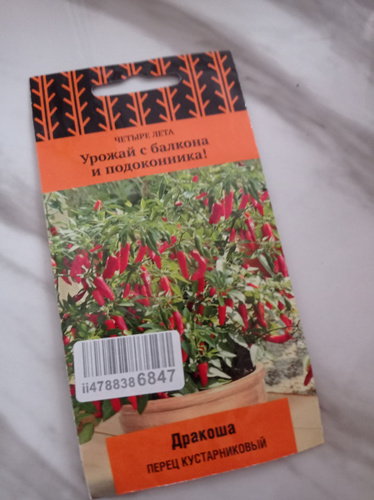 ЧЕТЫРЕ ЛЕТА
Урожай с балкона
и подоконника!
ii4788386847
Дракоша
ПЕРЕЦ КУСТАРНИКОВЫЙ